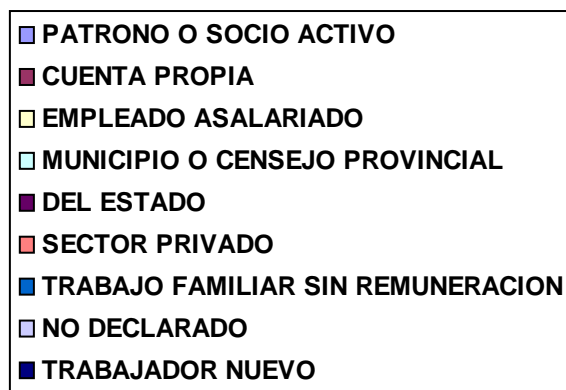 PATRONO O SOCIO ACTIVO
CUENTA PROPIA
EMPLEADO ASALARIADO
MUNICIPIO O CENSEJO PROVINCIAL
DEL ESTADO
SECTOR PRIVADO
TRABAJO FAMILIAR SIN REMUNERACION
NO DECLARADO
TRABAJADOR NUEVO